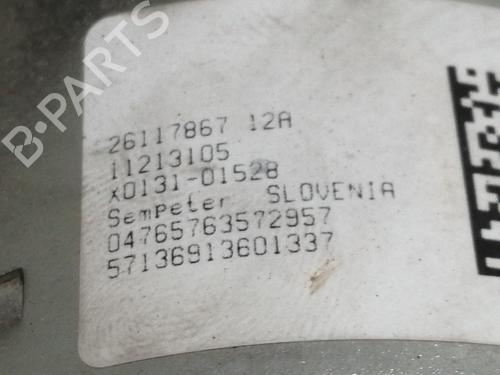 B-PARTS
26117867 12A
11213105
X0131-01528
Sempeter SLOVENIA
04765763572957
57136913601337